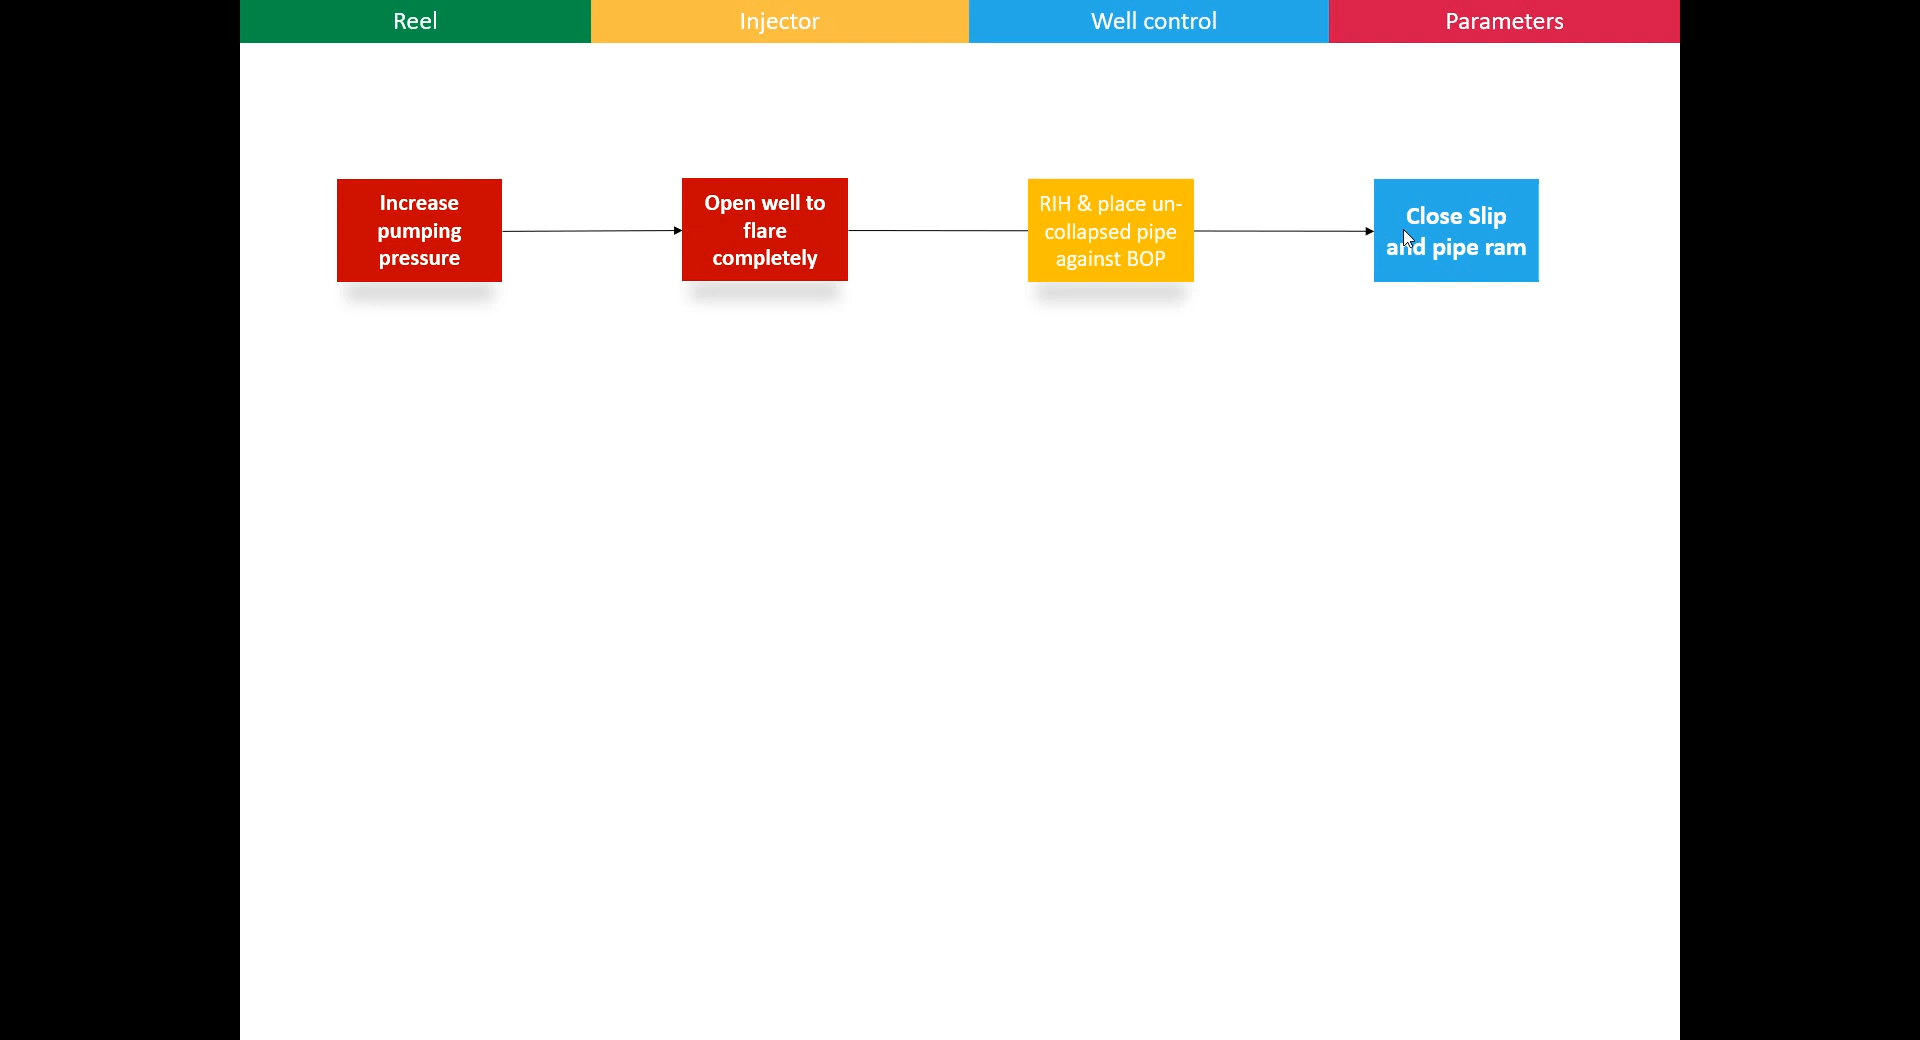 Reel
Injector
Well control
Parameters
Increase
pumping
pressure
Open well to
flare
completely
RIH & place un-
collapsed pipe
against BOP
Close Slip
and pipe ram